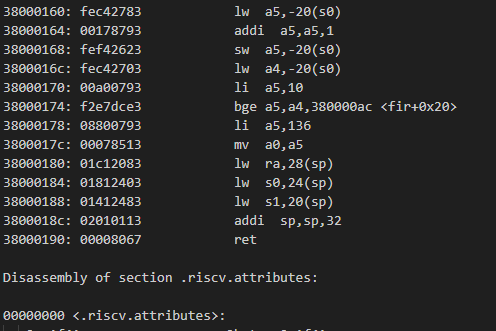 38000160: fec42783 lw a5,-20(s0)
38000164: 00178793 addi a5,a5,1
38000168: fef42623 sw a5,-20(s0)
3800016c: fec42703 lw a4,-20(s0)
38000170: 00a00793 li a5,10
38000174: f2e7dce3 bge a5,a4,380000ac <fir+0x20>
38000178: 08800793 li a5,136
3800017c: 00078513 mv a0,a5
38000180: 01c12083 lw ra,28(sp)
38000184: 01812403 lw s0,24(sp)
38000188: 01412483 lw s1,20(sp)
3800018c: 02010113 addi sp,sp,32
38000190: 00008067 ret
Disassembly of section .riscv.attributes:
00000000 <.riscv.attributes>: